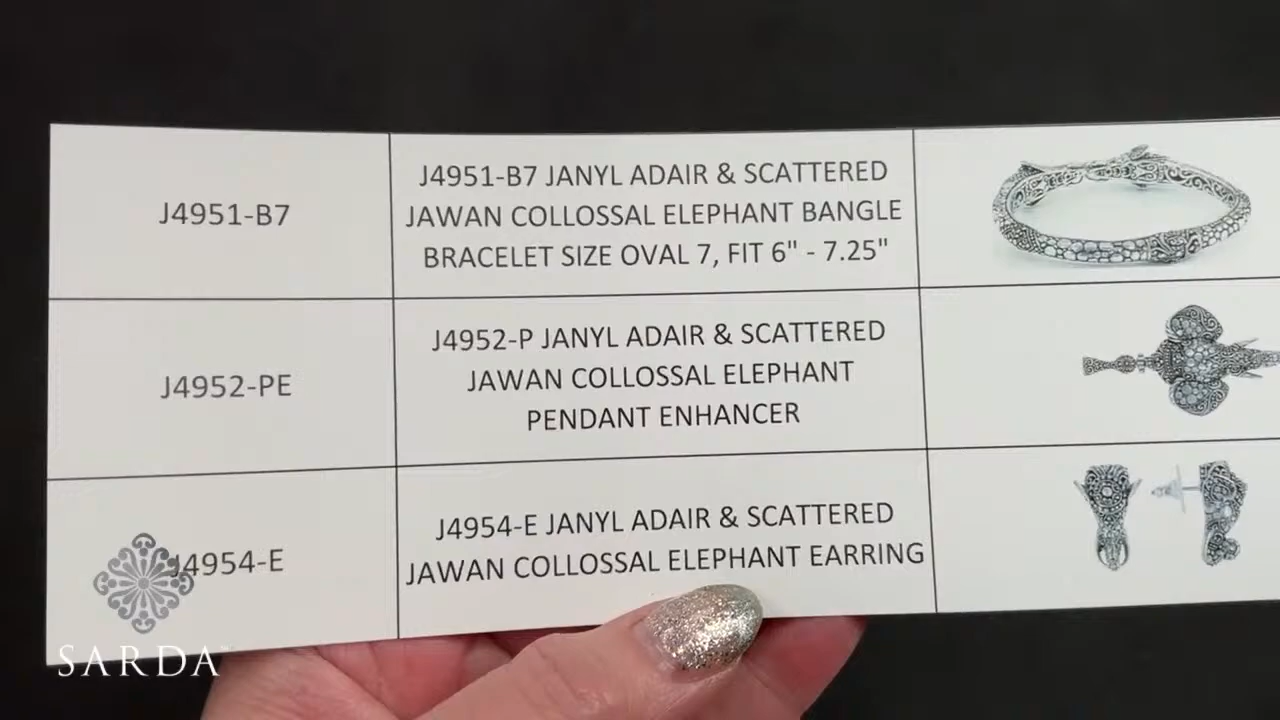 J4951-B7
J4951-B7 JANYL ADAIR & SCATTERED
JAWAN COLLOSSAL ELEPHANT BANGLE
BRACELET SIZE OVAL 7, FIT 6" - 7.25"
J4952-PE
J4952-P JANYL ADAIR & SCATTERED
JAWAN COLLOSSAL ELEPHANT
PENDANT ENHANCER
J4954-E
J4954-E JANYL ADAIR & SCATTERED
JAWAN COLLOSSAL ELEPHANT EARRING
SARDA